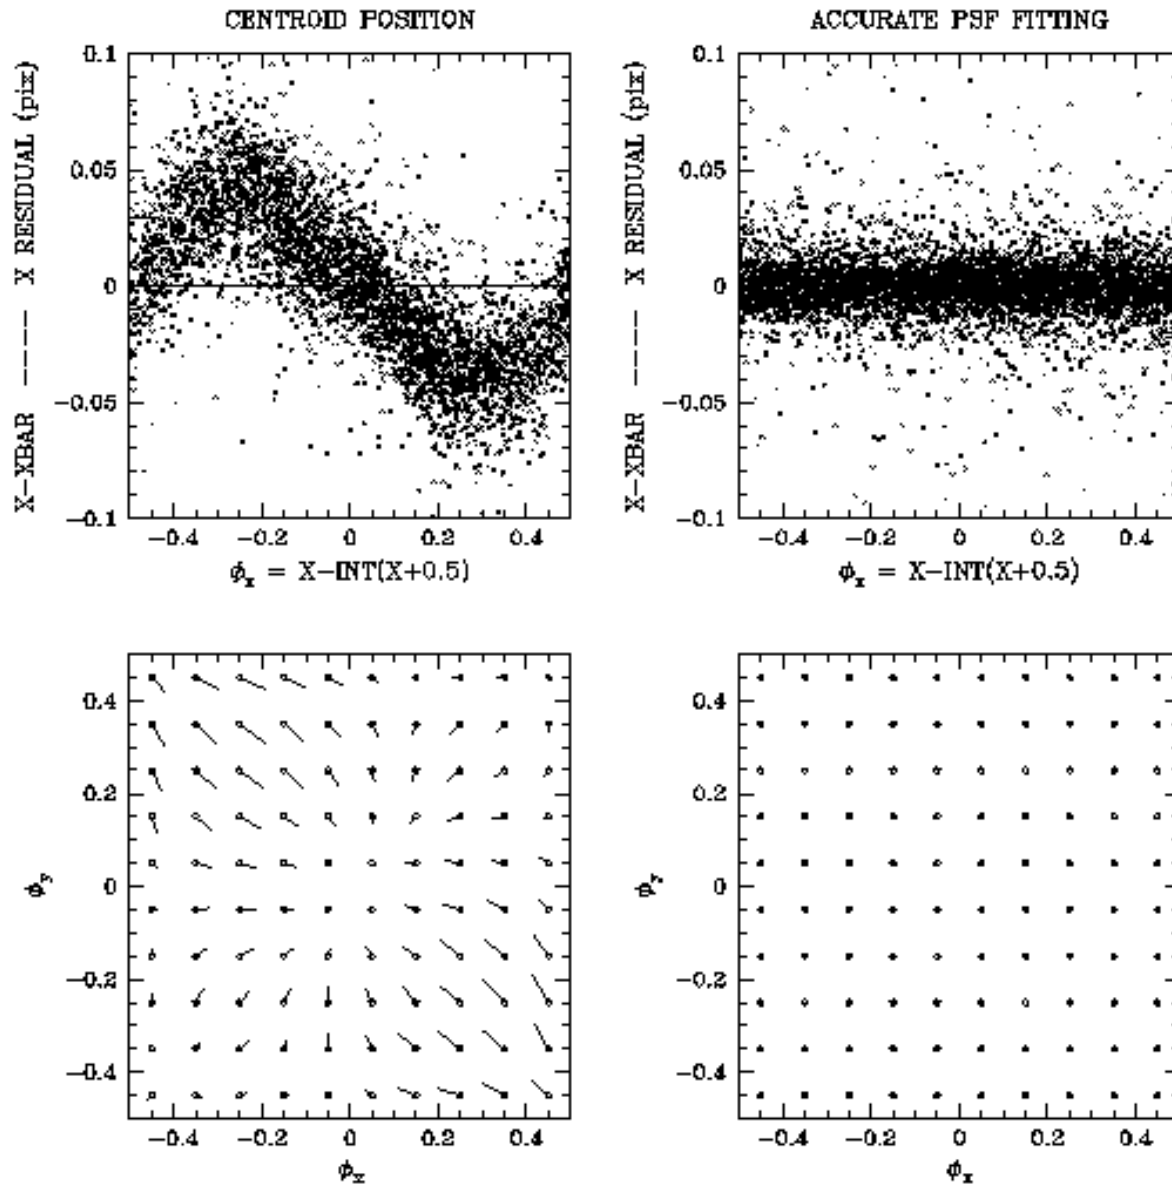 CENTROID POSITION
X-XBAR ---- X RESIDUAL (pix)
0.1
0.05
0
-0.05
-0.1
-0.4 -0.2 0 0.2 0.4
ϕx = X-INT(X+0.5)
ACCURATE PSF FITTING
X-XBAR ---- X RESIDUAL (pix)
0.1
0.05
0
-0.05
-0.1
-0.4 -0.2 0 0.2 0.4
ϕx = X-INT(X+0.5)
ϕy
0.4
0.2
0
-0.2
-0.4
-0.4 -0.2 0 0.2 0.4
ϕx
ϕy
0.4
0.2
0
-0.2
-0.4
-0.4 -0.2 0 0.2 0.4
ϕx